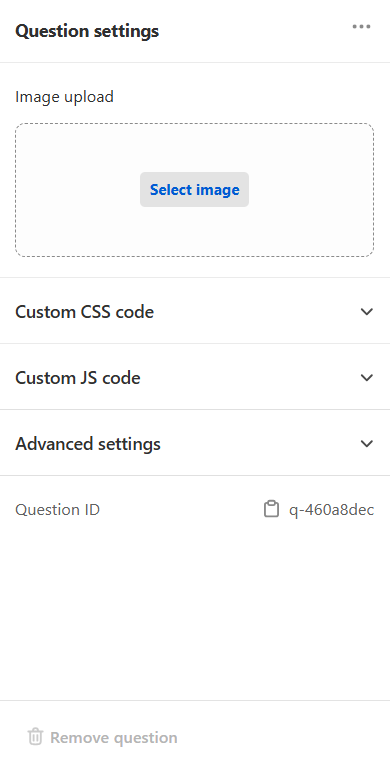 Question settings
Image upload
Select image
Custom CSS code
Custom JS code
Advanced settings
Question ID q-460a8dec
Remove question